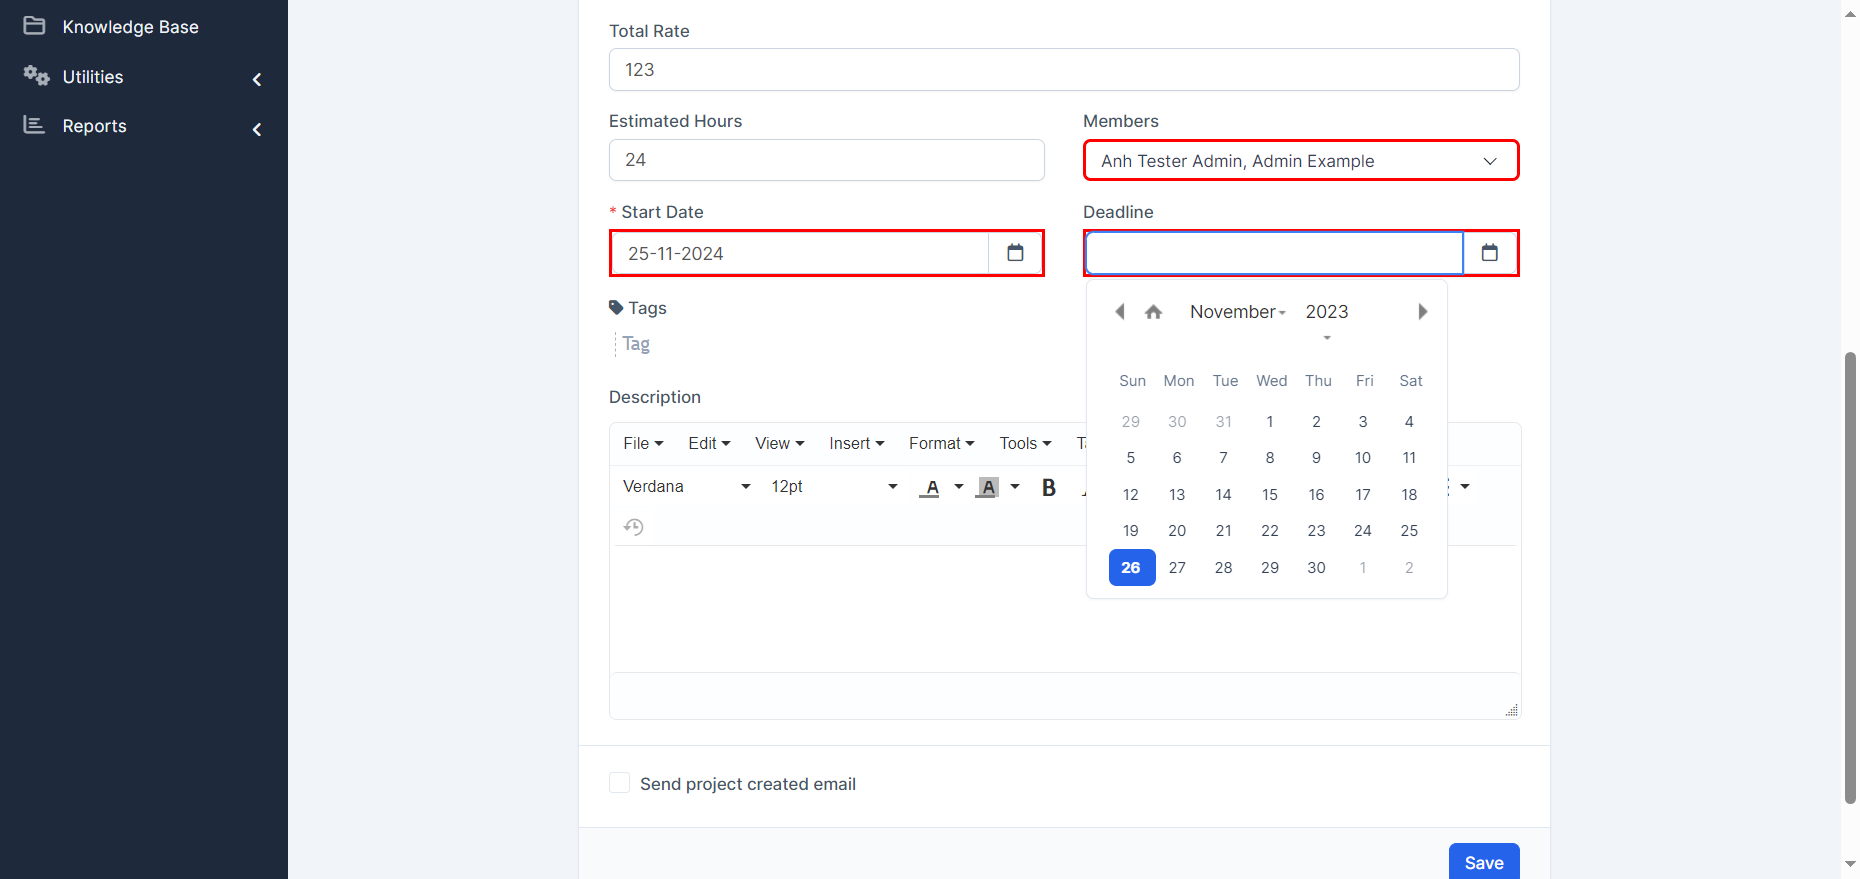 Knowledge Base
Utilities
Reports
Total Rate
123
Estimated Hours
24
Members
Anh Tester Admin, Admin Example
* Start Date
25-11-2024
Deadline
Tags
Tag
November 2023
Sun Mon Tue Wed Thu Fri Sat
29 30 31 1 2 3 4
5 6 7 8 9 10 11
12 13 14 15 16 17 18
19 20 21 22 23 24 25
26 27 28 29 30 1 2
Description
File Edit View Insert Format Tools
Verdana 12pt A A B
Send project created email
Save